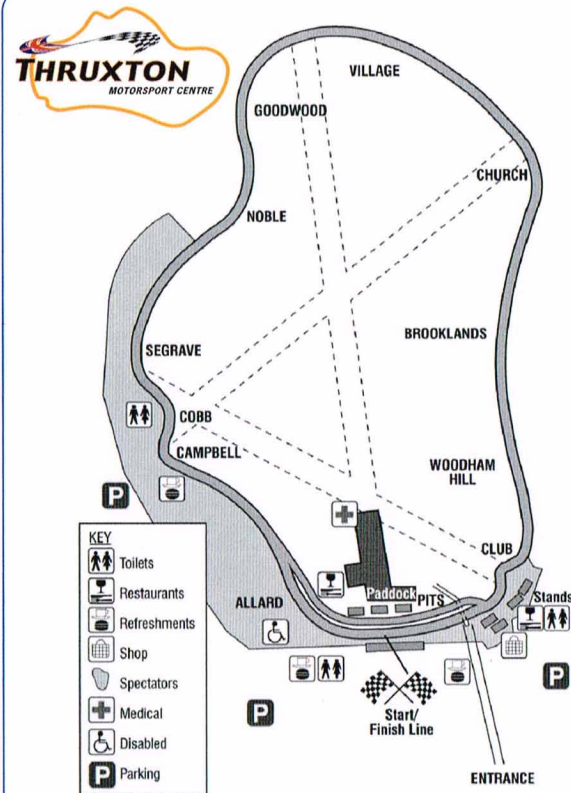 THRUXTON
MOTORSPORT CENTRE
VILLAGE
GOODWOOD
CHURCH
NOBLE
BROOKLANDS
SEGRAVE
COBB
CAMPBELL
WOODHAM
HILL
P
CLUB
KEY
Toilets
Restaurants
Refreshments
Shop
Spectators
Medical
Disabled
P Parking
Paddock
PITS
Stands
ALLARD
P
P
Start/
Finish Line
ENTRANCE